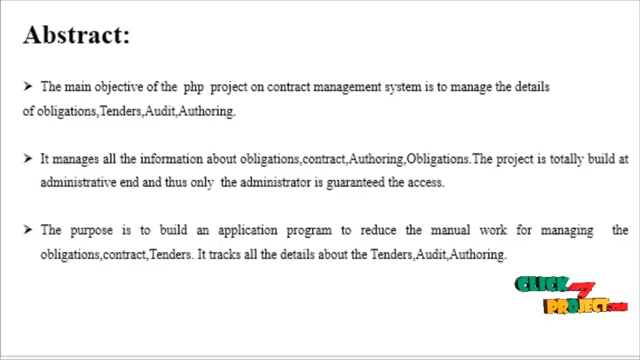 Abstract:
➢ The main objective of the php project on contract management system is to manage the details
of obligations,Tenders,Audit,Authoring.
➢ It manages all the information about obligations,contract,Authoring,Obligations.The project is totally build at
administrative end and thus only the administrator is guaranteed the access.
➢ The purpose is to build an application program to reduce the manual work for managing the
obligations,contract,Tenders. It tracks all the details about the Tenders,Audit,Authoring.
CLICK
PROJECT.com